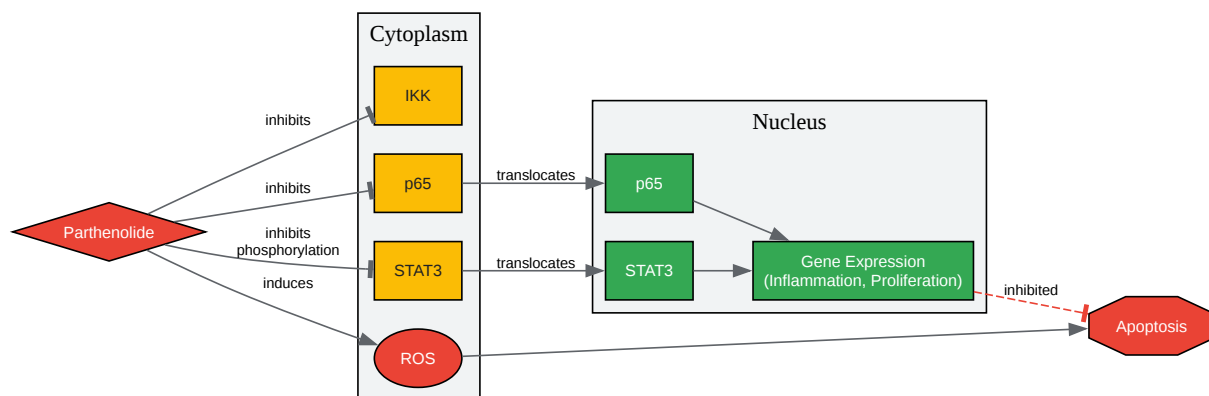 Cytoplasm
IKK
inhibits
Nucleus
p65
translocates
p65
inhibits
Parthenolide
inhibits
phosphorylation
STAT3
translocates
STAT3
Gene Expression
(Inflammation, Proliferation)
induces
inhibited
Apoptosis
ROS